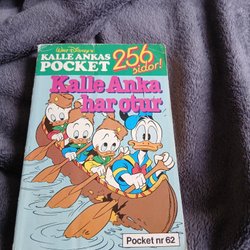 Walt Disney's
KALLE ANKAS
POCKET
256
sidor!
Kalle Anka
har otur
Pocket nr 62